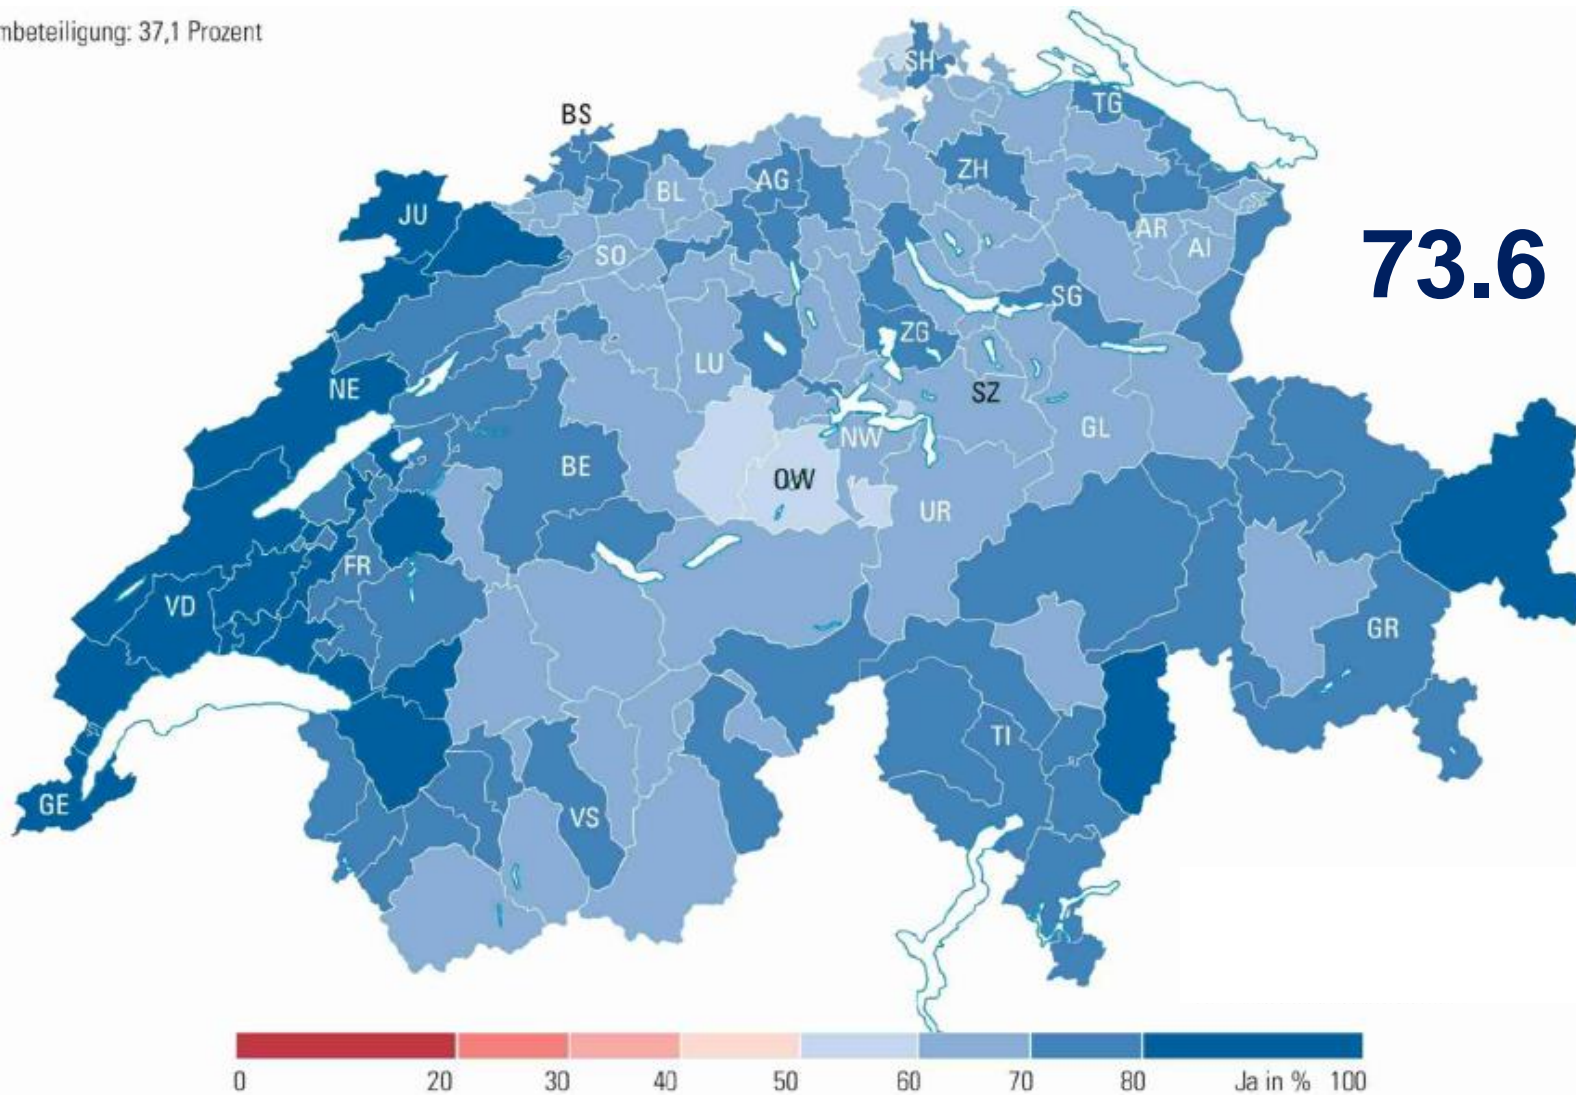 mbeteiligung: 37,1 Prozent
SH
TG
BS
ZH
AG
BL
JU
AR
AI
SO
73.6
SG
ZG
LU
NE
SZ
GL
NW
BE
OW
UR
FR
VD
GR
TI
GE
VS
0 20 30 40 50 60 70 80 Ja in % 100